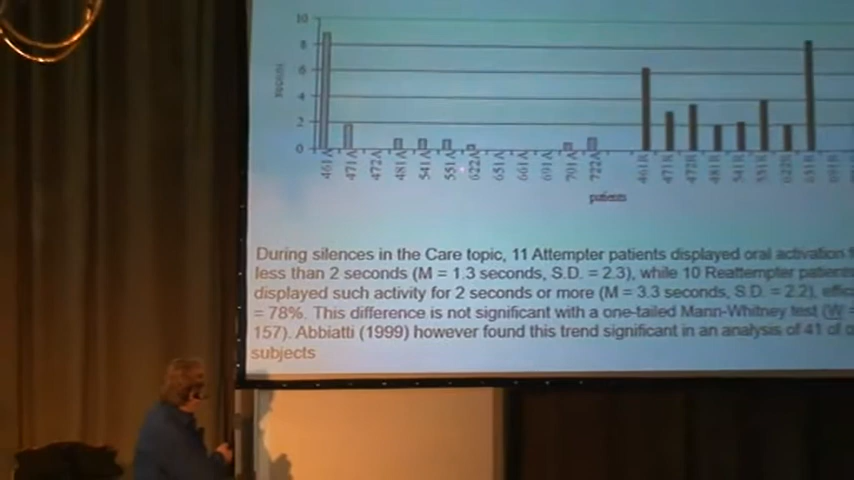 10
8
6
4
2
0
461A 471A 472A 481A 541A 551A 622A 651A 661A 691A 701A 722A 461R 471R 472R 481R 541R 551R 622R 651R
patients
During silences in the Care topic, 11 Attempter patients displayed oral activation
less than 2 seconds (M = 1.3 seconds, S.D. = 2.3), while 10 Reattempter patients
displayed such activity for 2 seconds or more (M = 3.3 seconds, S.D. = 2.2),
= 78%. This difference is not significant with a one-tailed Mann-Whitney test (W =
157). Abbiatti (1999) however found this trend significant in an analysis of 41 of
subjects